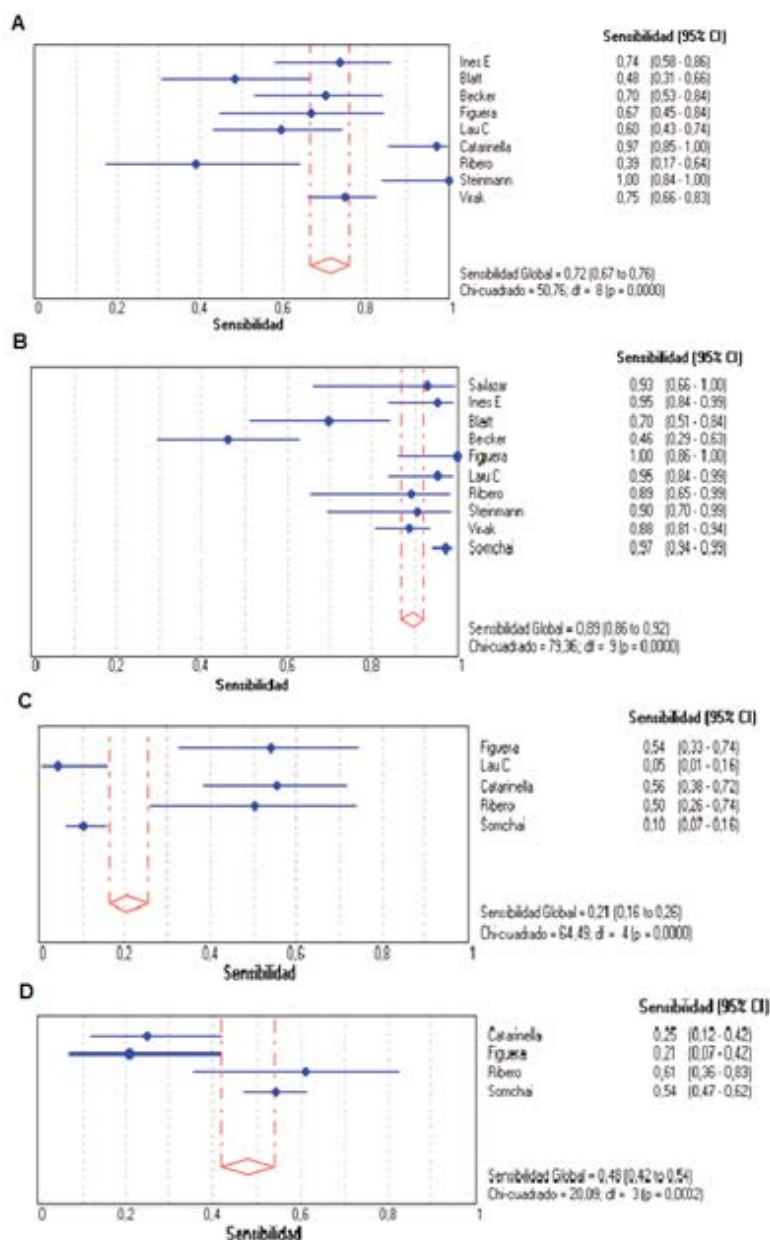 A
Sensibilidad (95% CI)
Ines E 0,74 (0,58 - 0,86)
Blatt 0,48 (0,31 - 0,66)
Becker 0,70 (0,53 - 0,84)
Figuera 0,67 (0,45 - 0,84)
Lau C 0,60 (0,43 - 0,74)
Catarinella 0,97 (0,85 - 1,00)
Ribero 0,39 (0,17 - 0,64)
Steinmann 1,00 (0,84 - 1,00)
Virak 0,75 (0,66 - 0,83)
Sensibilidad Global = 0,72 (0,67 to 0,76)
Chi-cuadrado = 50,76; df = 8 (p = 0,0000)
0 0,2 0,4 0,6 0,8 1
Sensibilidad
B
Sensibilidad (95% CI)
Salazar 0,93 (0,66 - 1,00)
Ines E 0,95 (0,84 - 0,99)
Blatt 0,70 (0,51 - 0,84)
Becker 0,46 (0,29 - 0,63)
Figuera 1,00 (0,86 - 1,00)
Lau C 0,95 (0,84 - 0,99)
Ribero 0,89 (0,65 - 0,99)
Steinmann 0,90 (0,70 - 0,99)
Virak 0,88 (0,81 - 0,94)
Somchai 0,97 (0,94 - 0,99)
Sensibilidad Global = 0,89 (0,86 to 0,92)
Chi-cuadrado = 79,36; df = 9 (p = 0,0000)
0 0,2 0,4 0,6 0,8 1
Sensibilidad
C
Sensibilidad (95% CI)
Figuera 0,54 (0,33 - 0,74)
Lau C 0,05 (0,01 - 0,16)
Catarinella 0,56 (0,38 - 0,72)
Ribero 0,50 (0,26 - 0,74)
Somchai 0,10 (0,07 - 0,16)
Sensibilidad Global = 0,21 (0,16 to 0,26)
Chi-cuadrado = 64,49; df = 4 (p = 0,0000)
0 0,2 0,4 0,6 0,8 1
Sensibilidad
D
Sensibilidad (95% CI)
Catarinella 0,25 (0,12 - 0,42)
Figuera 0,21 (0,07 - 0,42)
Ribero 0,61 (0,36 - 0,83)
Somchai 0,54 (0,47 - 0,62)
Sensibilidad Global = 0,48 (0,42 to 0,54)
Chi-cuadrado = 20,09; df = 3 (p = 0,0002)
0 0,2 0,4 0,6 0,8 1
Sensibilidad